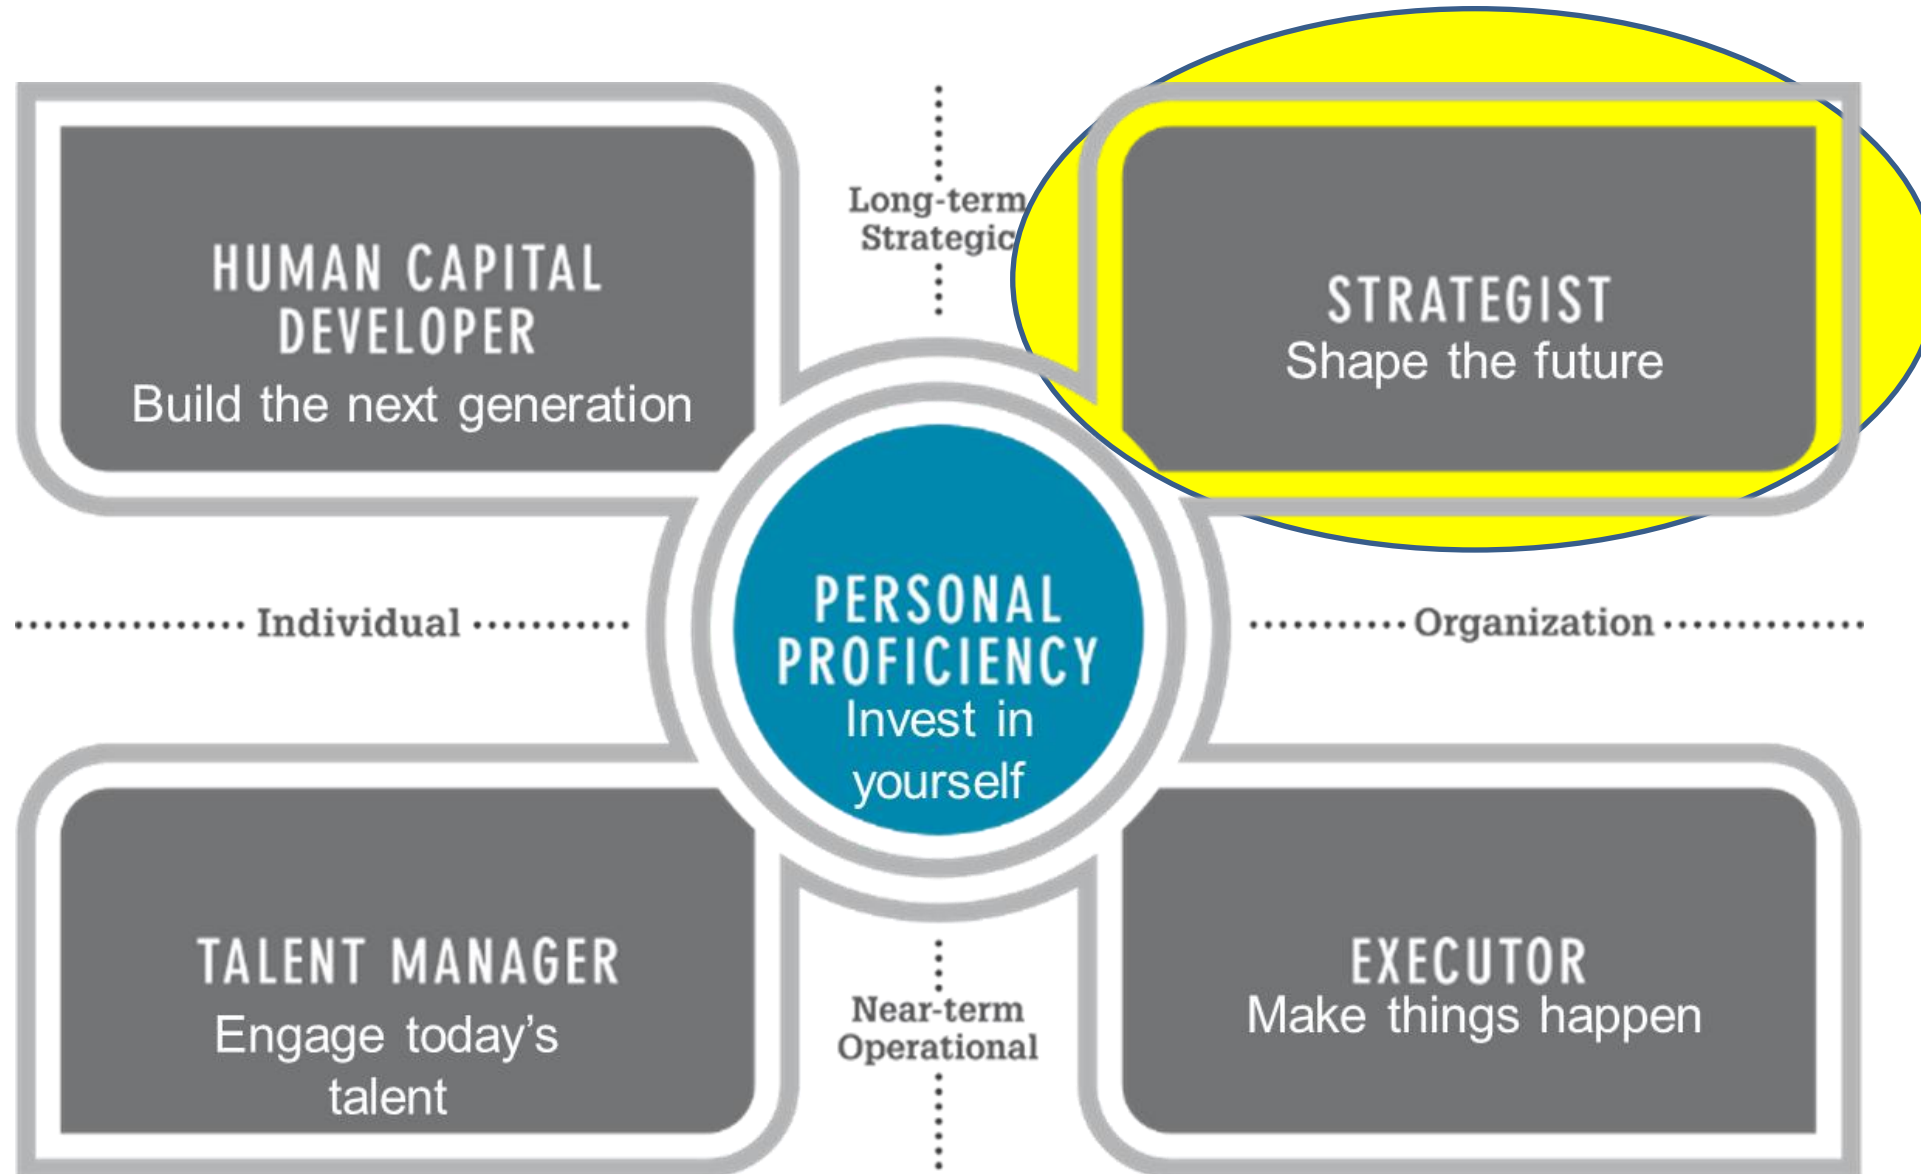 Long-term
Strategic
HUMAN CAPITAL
DEVELOPER
Build the next generation
STRATEGIST
Shape the future
Individual
PERSONAL
PROFICIENCY
Invest in
yourself
Organization
TALENT MANAGER
Engage today’s
talent
Near-term
Operational
EXECUTOR
Make things happen